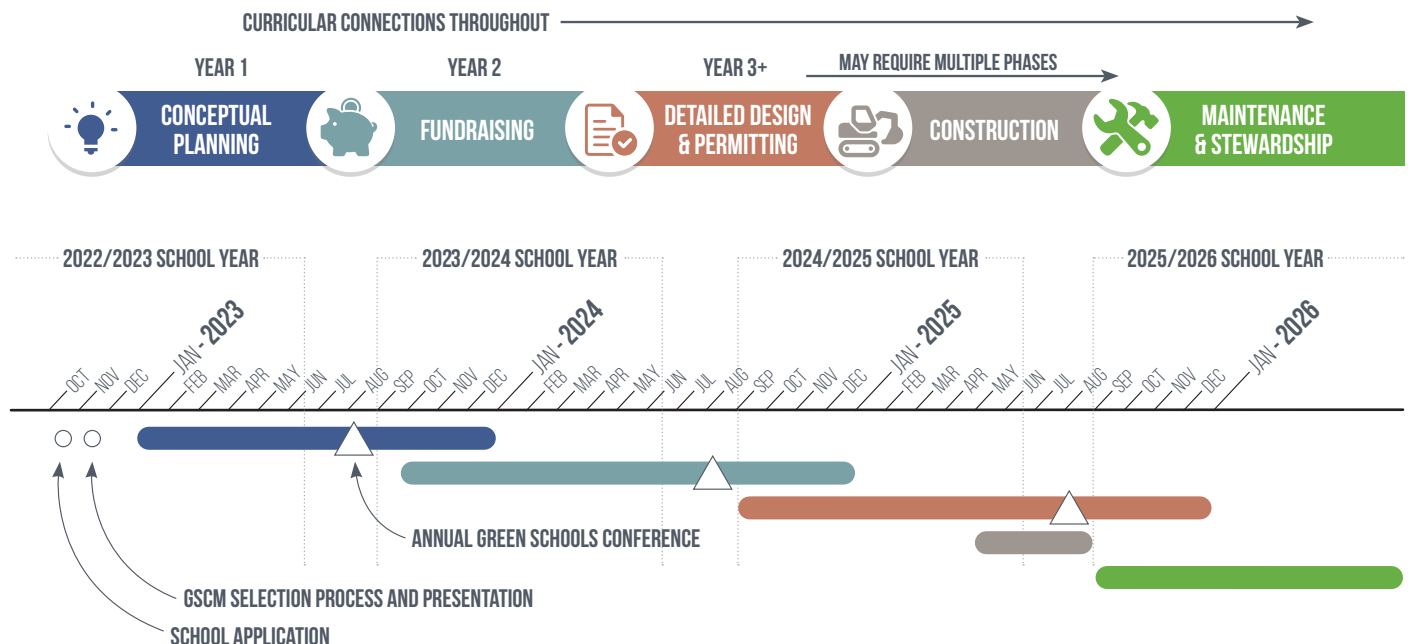 CURRICULAR CONNECTIONS THROUGHOUT
YEAR 1
YEAR 2
YEAR 3+
MAY REQUIRE MULTIPLE PHASES
CONCEPTUAL
PLANNING
FUNDRAISING
DETAILED DESIGN
& PERMITTING
CONSTRUCTION
MAINTENANCE
& STEWARDSHIP
2022/2023 SCHOOL YEAR
2023/2024 SCHOOL YEAR
2024/2025 SCHOOL YEAR
2025/2026 SCHOOL YEAR
OCT
NOV
DEC
JAN - 2023
FEB
MAR
APR
MAY
JUN
JUL
AUG
SEP
OCT
NOV
DEC
JAN - 2024
FEB
MAR
APR
MAY
JUN
JUL
AUG
SEP
OCT
NOV
DEC
JAN - 2025
FEB
MAR
APR
MAY
JUN
JUL
AUG
SEP
OCT
NOV
DEC
JAN - 2026
ANNUAL GREEN SCHOOLS CONFERENCE
GSCM SELECTION PROCESS AND PRESENTATION
SCHOOL APPLICATION